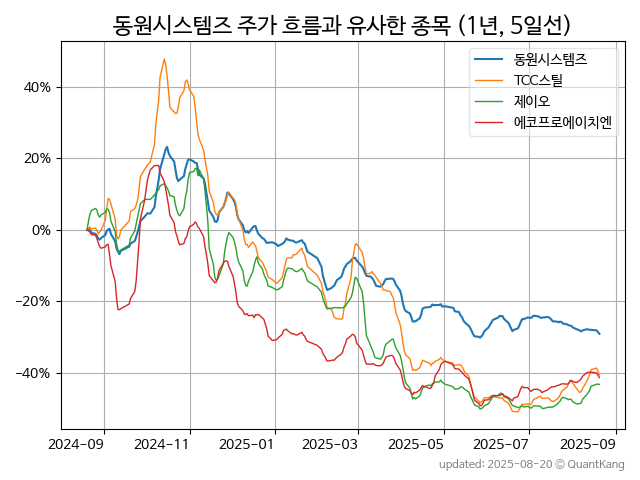 동원시스템즈 주가 흐름과 유사한 종목 (1년, 5일선)
동원시스템즈
TCC스틸
제이오
에코프로에이치엔
40%
20%
0%
−20%
−40%
2024-09 2024-11 2025-01 2025-03 2025-05 2025-07 2025-09
updated: 2025-08-20 © QuantKang